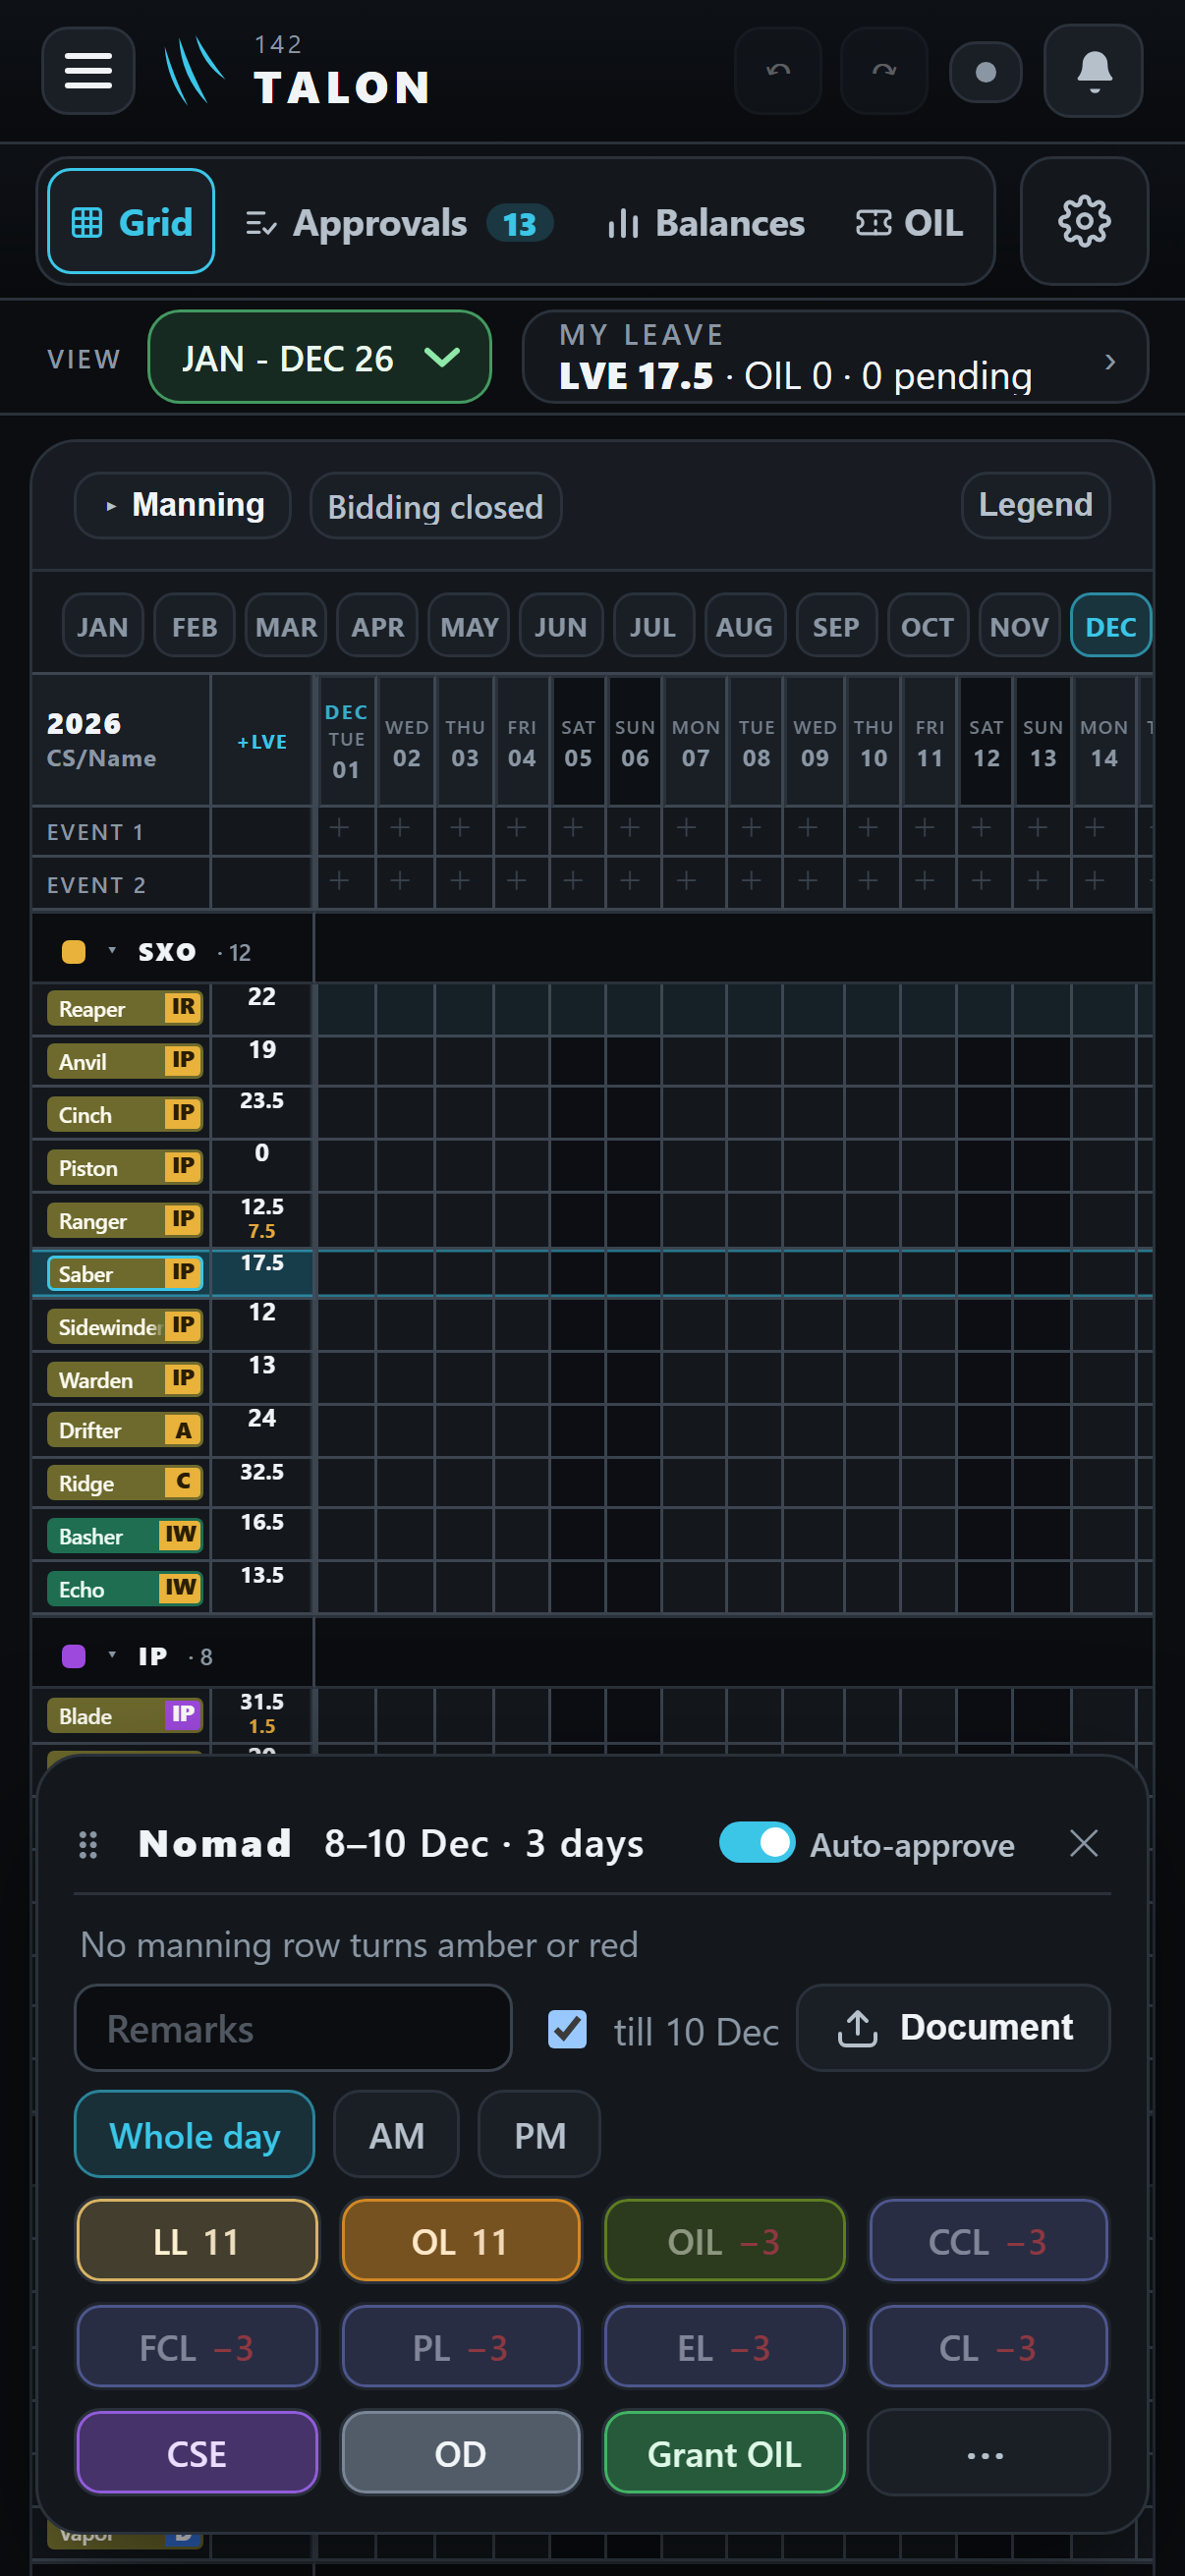 142
TALON
Grid
Approvals 13
Balances
OIL
VIEW
JAN - DEC 26
MY LEAVE
LVE 17.5 · OIL 0 · 0 pending
Manning
Bidding closed
Legend
JAN FEB MAR APR MAY JUN JUL AUG SEP OCT NOV DEC
2026
CS/Name
+LVE
DEC
TUE 01
WED 02
THU 03
FRI 04
SAT 05
SUN 06
MON 07
TUE 08
WED 09
THU 10
FRI 11
SAT 12
SUN 13
MON 14
EVENT 1 + + + + + + + + + + + + + +
EVENT 2 + + + + + + + + + + + + + +
SXO · 12
Reaper IR 22
Anvil IP 19
Cinch IP 23.5
Piston IP 0
Ranger IP 12.5
7.5
Saber IP 17.5
Sidewinder IP 12
Warden IP 13
Drifter A 24
Ridge C 32.5
Basher IW 16.5
Echo IW 13.5
IP · 8
Blade IP 31.5
1.5
Nomad 8–10 Dec · 3 days
Auto-approve
No manning row turns amber or red
Remarks
till 10 Dec
Document
Whole day
AM
PM
LL 11
OL 11
OIL −3
CCL −3
FCL −3
PL −3
EL −3
CL −3
CSE
OD
Grant OIL
...
Vapor